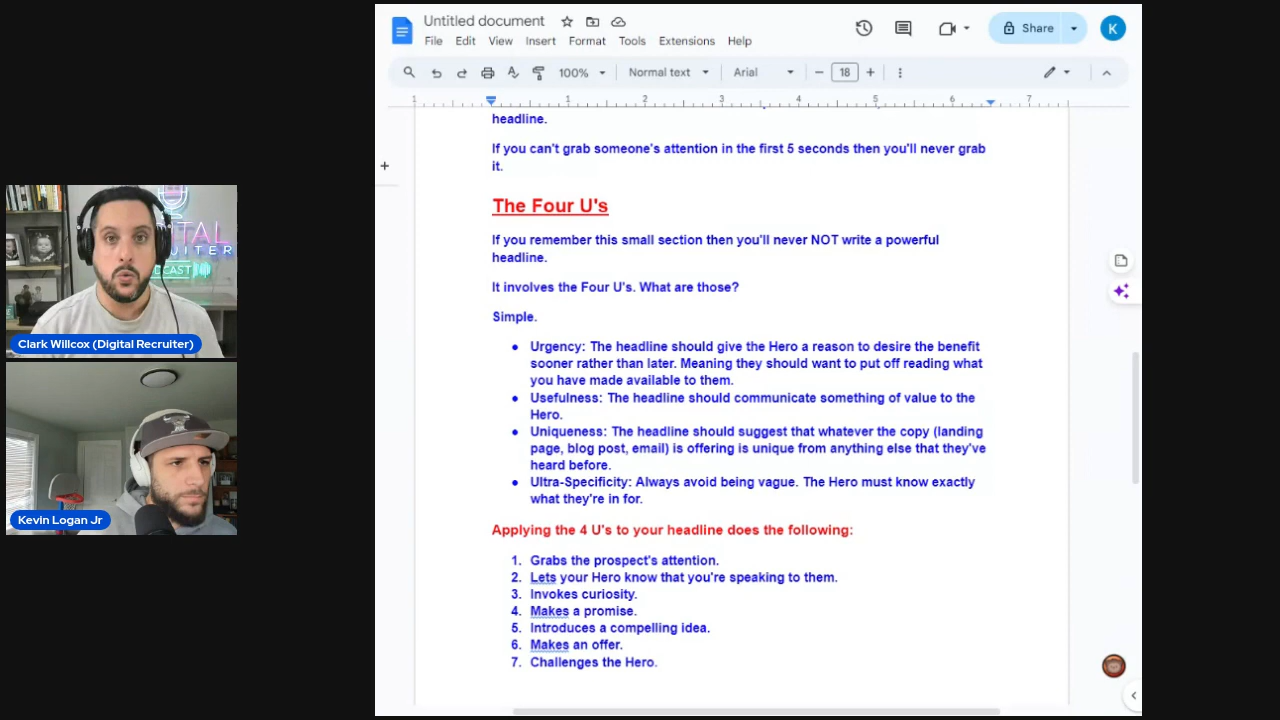 Untitled document
File Edit View Insert Format Tools Extensions Help
Share
K
100% Normal text Arial 18
1 1 2 3 4 5 6 7
headline.
If you can't grab someone's attention in the first 5 seconds then you'll never grab
it.
The Four U's
If you remember this small section then you'll never NOT write a powerful
headline.
It involves the Four U's. What are those?
Simple.
Urgency: The headline should give the Hero a reason to desire the benefit
sooner rather than later. Meaning they should want to put off reading what
you have made available to them.
Usefulness: The headline should communicate something of value to the
Hero.
Uniqueness: The headline should suggest that whatever the copy (landing
page, blog post, email) is offering is unique from anything else that they've
heard before.
Ultra-Specificity: Always avoid being vague. The Hero must know exactly
what they're in for.
Applying the 4 U's to your headline does the following:
1. Grabs the prospect's attention.
2. Lets your Hero know that you're speaking to them.
3. Invokes curiosity.
4. Makes a promise.
5. Introduces a compelling idea.
6. Makes an offer.
7. Challenges the Hero.
Clark Willcox (Digital Recruiter)
Kevin Logan Jr